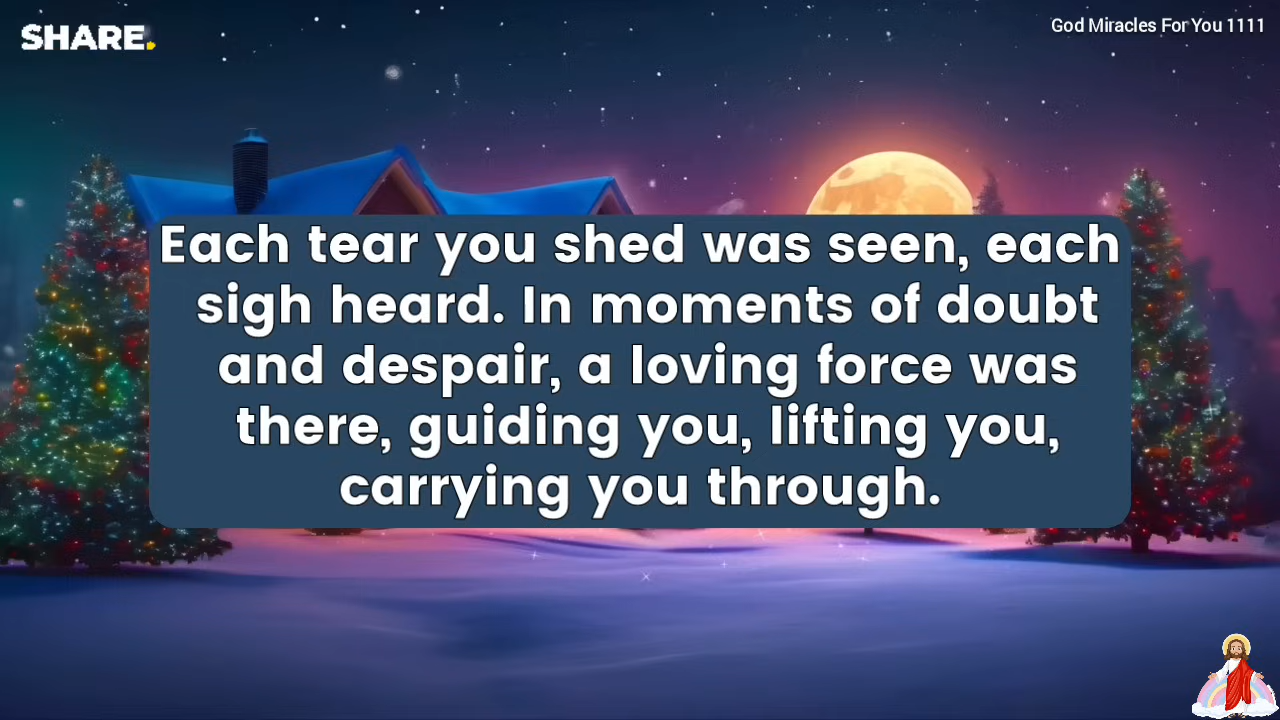 SHARE.
God Miracles For You 1111
Each tear you shed was seen, each
sigh heard. In moments of doubt
and despair, a loving force was
there, guiding you, lifting you,
carrying you through.